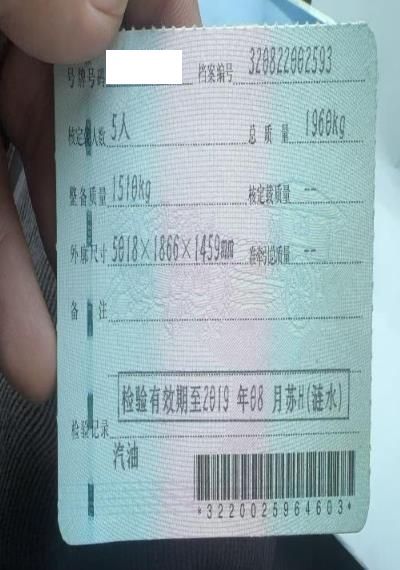 号牌号码 档案编号 320822002593
核定载人数 5人 总质量 1960kg
整备质量 1510kg 核定载质量 --
外廓尺寸 5018×1866×1459mm 准牵引总质量 --
备注
检验有效期至2019 年08 月苏H(涟水)
检验记录
汽油
*3220025964603*